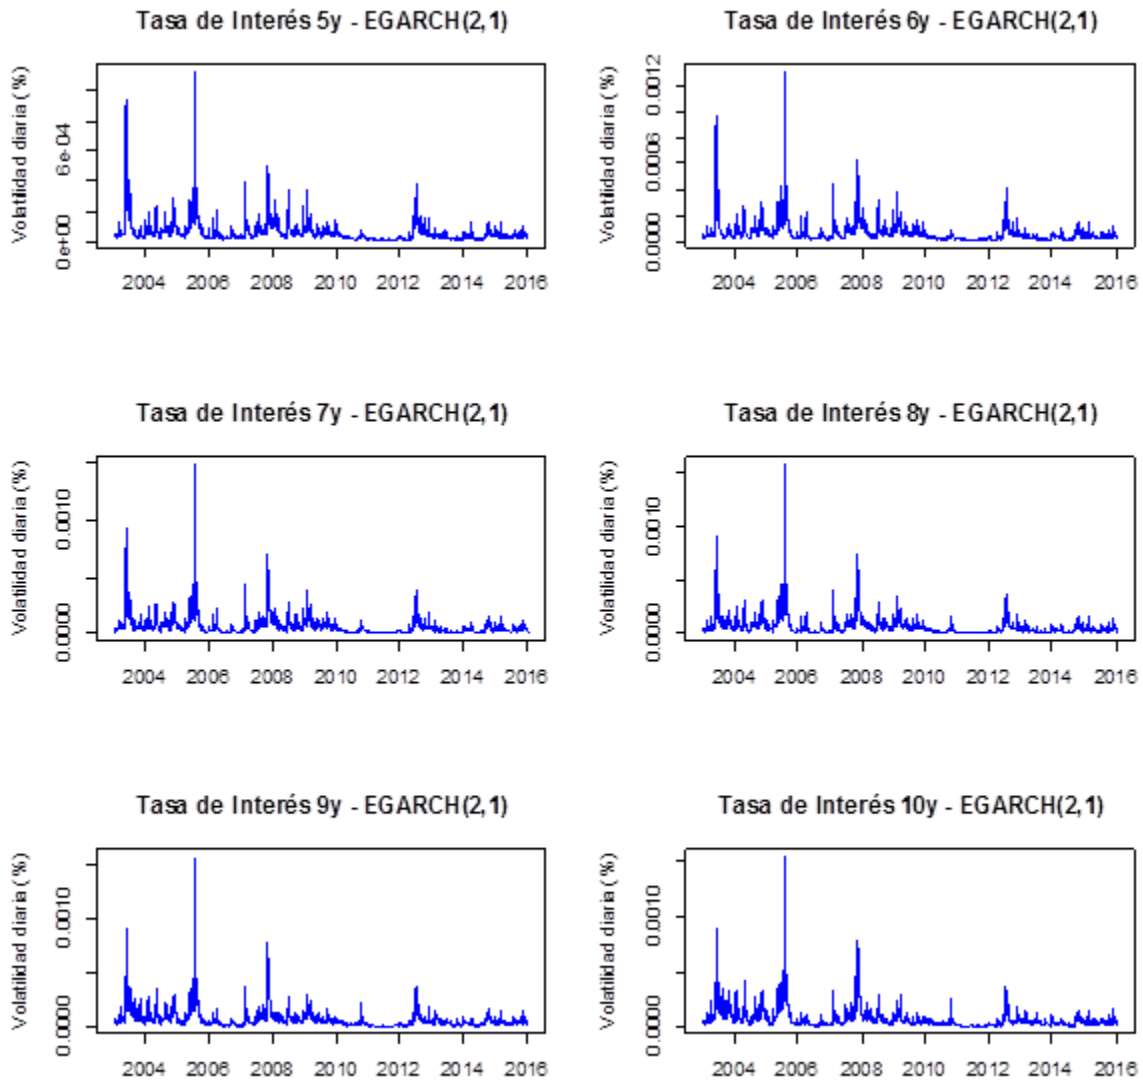 Tasa de Interés 5y - EGARCH(2,1)
Tasa de Interés 6y - EGARCH(2,1)
Volatilidad diaria (%)
6e-04
0e+00
2004 2006 2008 2010 2012 2014 2016
Volatilidad diaria (%)
0.0012
0.0006
0.0000
2004 2006 2008 2010 2012 2014 2016
Tasa de Interés 7y - EGARCH(2,1)
Tasa de Interés 8y - EGARCH(2,1)
Volatilidad diaria (%)
0.0010
0.0000
2004 2006 2008 2010 2012 2014 2016
Volatilidad diaria (%)
0.0010
0.0000
2004 2006 2008 2010 2012 2014 2016
Tasa de Interés 9y - EGARCH(2,1)
Tasa de Interés 10y - EGARCH(2,1)
Volatilidad diaria (%)
0.0010
0.0000
2004 2006 2008 2010 2012 2014 2016
Volatilidad diaria (%)
0.0010
0.0000
2004 2006 2008 2010 2012 2014 2016